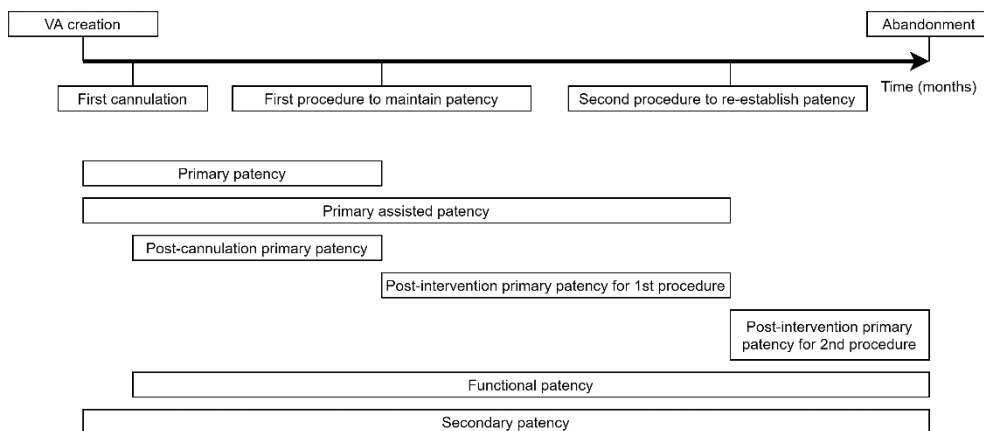 VA creation
Abandonment
First cannulation
First procedure to maintain patency
Second procedure to re-establish patency
Time (months)
Primary patency
Primary assisted patency
Post-cannulation primary patency
Post-intervention primary patency for 1st procedure
Post-intervention primary
patency for 2nd procedure
Functional patency
Secondary patency